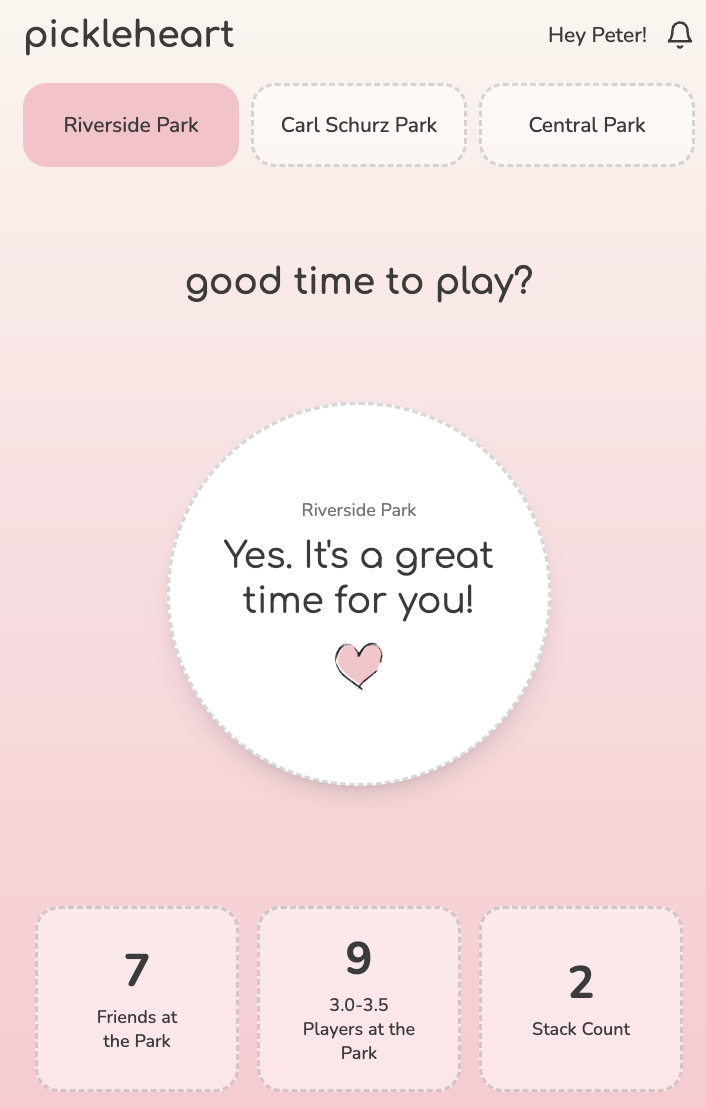 pickleheart
Hey Peter!
Riverside Park
Carl Schurz Park
Central Park
good time to play?
Riverside Park
Yes. It's a great
time for you!
7
Friends at
the Park
9
3.0-3.5
Players at the
Park
2
Stack Count